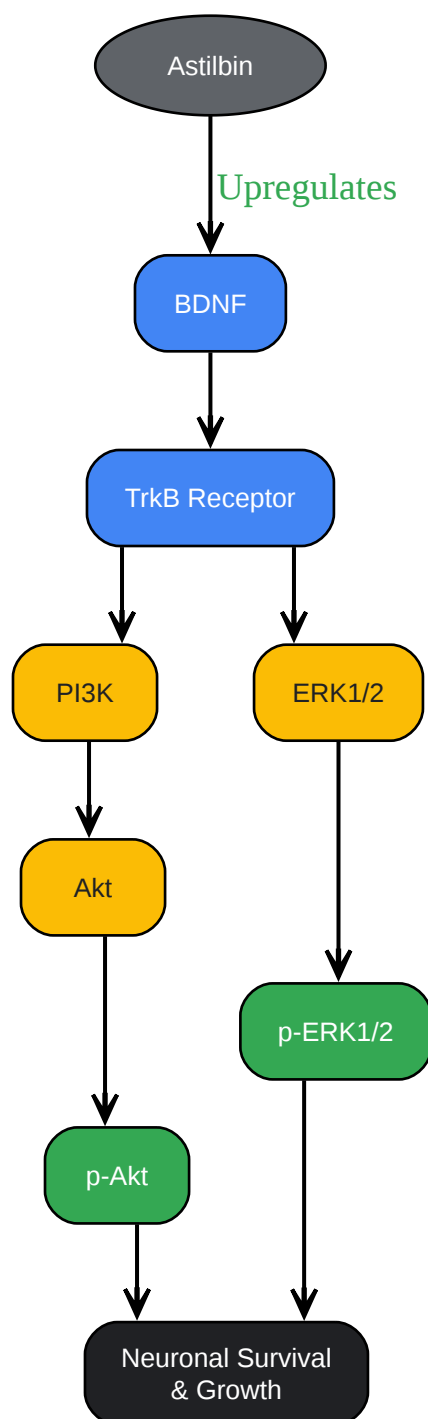 Astilbin
Upregulates
BDNF
TrkB Receptor
PI3K
ERK1/2
Akt
p-ERK1/2
p-Akt
Neuronal Survival
& Growth